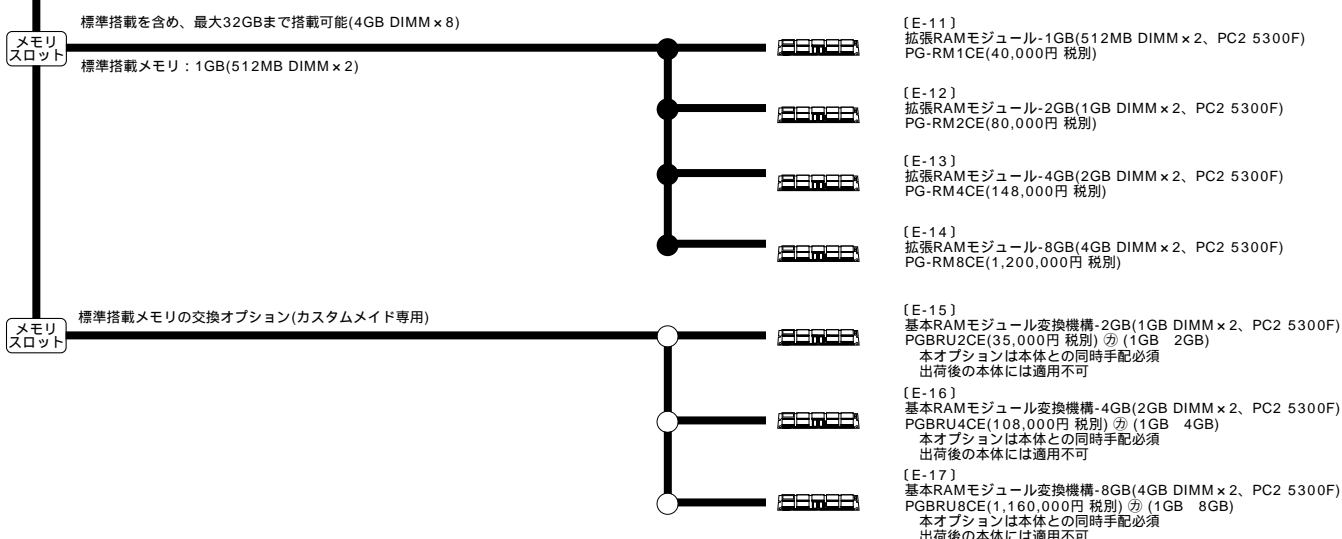 標準搭載を含め、最大32GBまで搭載可能(4GB DIMM×8)
メモリ
スロット
標準搭載メモリ：1GB(512MB DIMM×2)
〔E-11〕
拡張RAMモジュール-1GB(512MB DIMM×2、PC2 5300F)
PG-RM1CE(40,000円 税別)
〔E-12〕
拡張RAMモジュール-2GB(1GB DIMM×2、PC2 5300F)
PG-RM2CE(80,000円 税別)
〔E-13〕
拡張RAMモジュール-4GB(2GB DIMM×2、PC2 5300F)
PG-RM4CE(148,000円 税別)
〔E-14〕
拡張RAMモジュール-8GB(4GB DIMM×2、PC2 5300F)
PG-RM8CE(1,200,000円 税別)
メモリ
スロット
標準搭載メモリの交換オプション(カスタムメイド専用)
〔E-15〕
基本RAMモジュール変換機構-2GB(1GB DIMM×2、PC2 5300F)
PGBRU2CE(35,000円 税別) ㋕ (1GB　2GB)
本オプションは本体との同時手配必須
出荷後の本体には適用不可
〔E-16〕
基本RAMモジュール変換機構-4GB(2GB DIMM×2、PC2 5300F)
PGBRU4CE(108,000円 税別) ㋕ (1GB　4GB)
本オプションは本体との同時手配必須
出荷後の本体には適用不可
〔E-17〕
基本RAMモジュール変換機構-8GB(4GB DIMM×2、PC2 5300F)
PGBRU8CE(1,160,000円 税別) ㋕ (1GB　8GB)
本オプションは本体との同時手配必須
出荷後の本体には適用不可